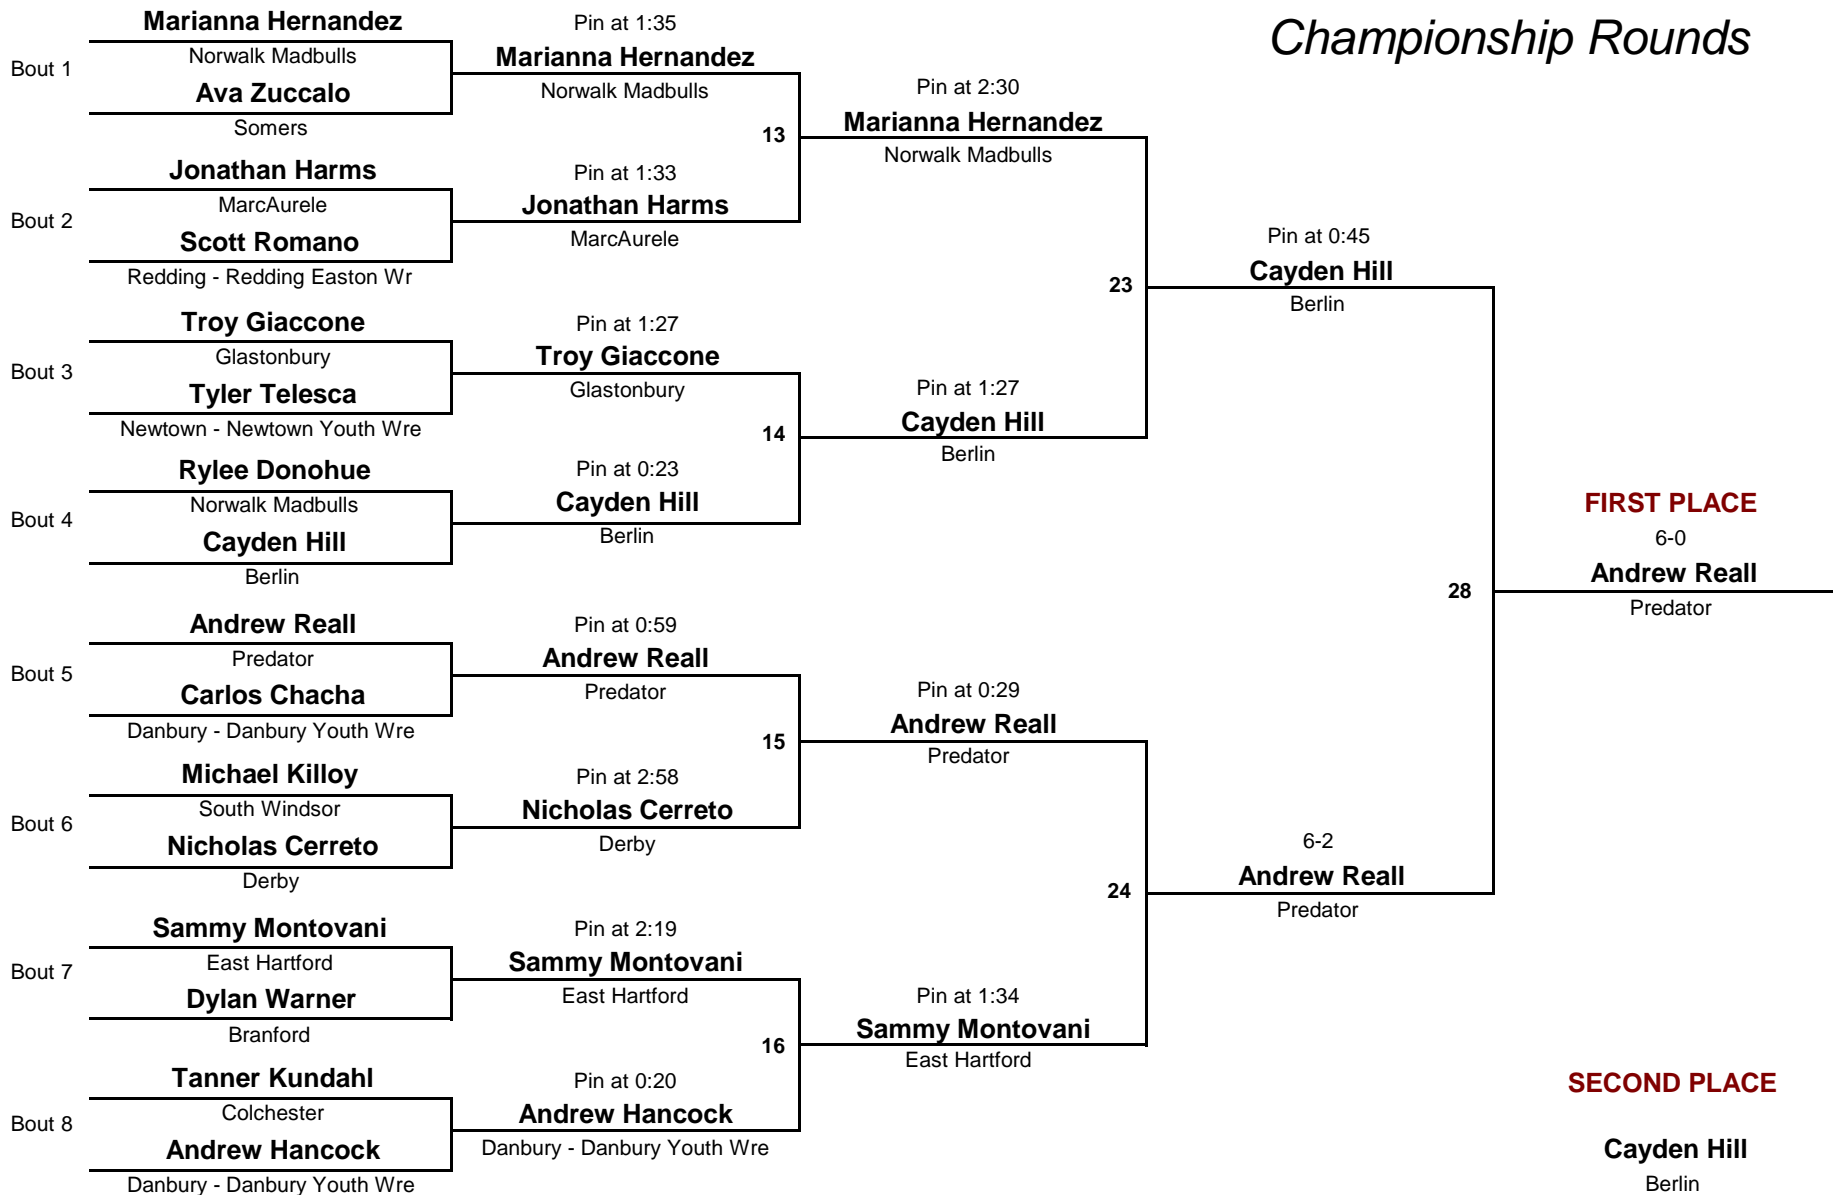 Championship Rounds
Bout 1
Marianna Hernandez
Norwalk Madbulls
Ava Zuccalo
Somers
Bout 2
Jonathan Harms
MarcAurele
Scott Romano
Redding - Redding Easton Wr
Bout 3
Troy Giaccone
Glastonbury
Tyler Telesca
Newtown - Newtown Youth Wre
Bout 4
Rylee Donohue
Norwalk Madbulls
Cayden Hill
Berlin
Bout 5
Andrew Reall
Predator
Carlos Chacha
Danbury - Danbury Youth Wre
Bout 6
Michael Killoy
South Windsor
Nicholas Cerreto
Derby
Bout 7
Sammy Montovani
East Hartford
Dylan Warner
Branford
Bout 8
Tanner Kundahl
Colchester
Andrew Hancock
Danbury - Danbury Youth Wre
Pin at 1:35
Marianna Hernandez
Norwalk Madbulls
13
Pin at 1:33
Jonathan Harms
MarcAurele
Pin at 1:27
Troy Giaccone
Glastonbury
14
Pin at 0:23
Cayden Hill
Berlin
Pin at 0:59
Andrew Reall
Predator
15
Pin at 2:58
Nicholas Cerreto
Derby
Pin at 2:19
Sammy Montovani
East Hartford
16
Pin at 0:20
Andrew Hancock
Danbury - Danbury Youth Wre
Pin at 2:30
Marianna Hernandez
Norwalk Madbulls
23
Pin at 1:27
Cayden Hill
Berlin
Pin at 0:29
Andrew Reall
Predator
24
Pin at 1:34
Sammy Montovani
East Hartford
Pin at 0:45
Cayden Hill
Berlin
28
6-2
Andrew Reall
Predator
FIRST PLACE
6-0
Andrew Reall
Predator
SECOND PLACE
Cayden Hill
Berlin